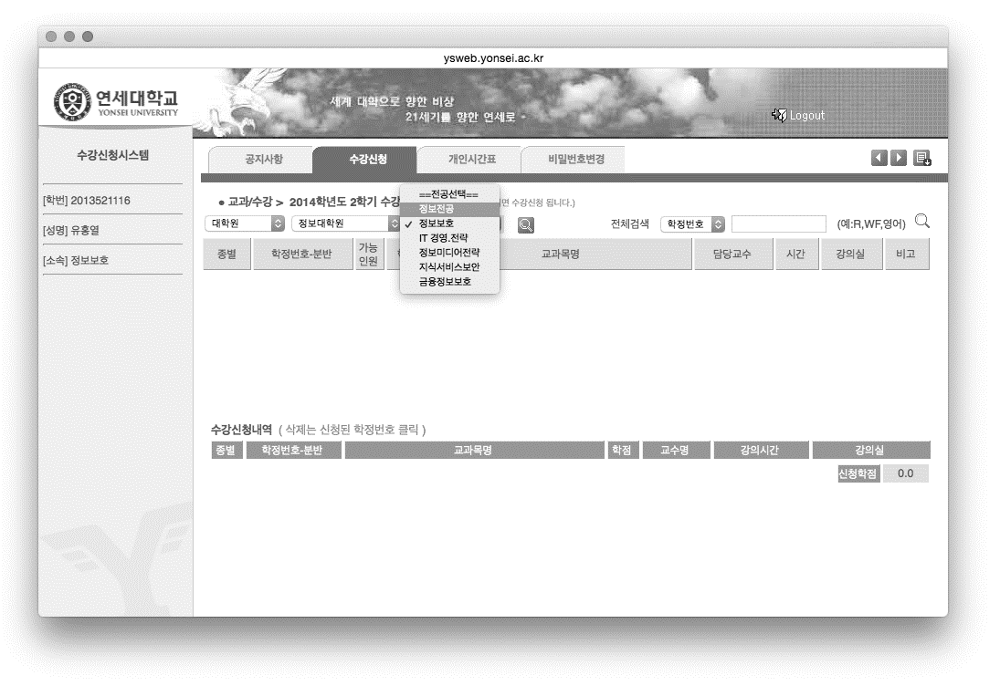 ysweb.yonsei.ac.kr
연세대학교
YONSEI UNIVERSITY
세계 대학으로 향한 비상
21세기를 향한 연세로
Logout
수강신청시스템
공지사항 수강신청 개인시간표 비밀번호변경
[학번] 2013521116
[성명] 유홍열
[소속] 정보보호
● 교과/수강 > 2014학년도 2학기 수강
면 수강신청 됩니다.)
대학원 정보대학원
==전공선택==
정보전공
✓ 정보보호
IT 경영.전략
정보미디어전략
지식서비스보안
금융정보보호
전체검색 학정번호 (예:R,WF,영어)
종별 학정번호-분반 가능인원 교과목명 담당교수 시간 강의실 비고
수강신청내역 ( 삭제는 신청된 학정번호 클릭 )
종별 학정번호-분반 교과목명 학점 교수명 강의시간 강의실
신청학점 0.0